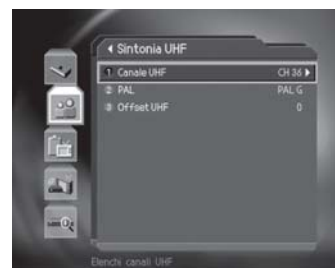 Sintonia UHF
1 Canale UHF CH 36
2 PAL PAL G
3 Offset UHF 0
Elenchi canali UHF